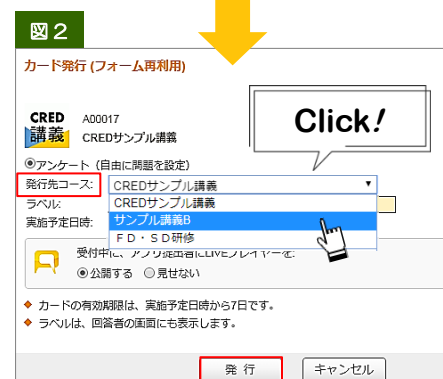 図2
カード発行 (フォーム再利用)
Click!
CRED
講義
A00017
CREDサンプル講義
アンケート (自由に問題を設定)
発行先コース:
CREDサンプル講義
ラベル:
CREDサンプル講義
実施予定日時:
サンプル講義B
FD・SD研修
受付中に、アプリ提出者にLIVEプレイヤーを:
公開する 見せない
カードの有効期限は、実施予定日時から7日です。
ラベルは、回答者の画面にも表示します。
発 行
キャンセル